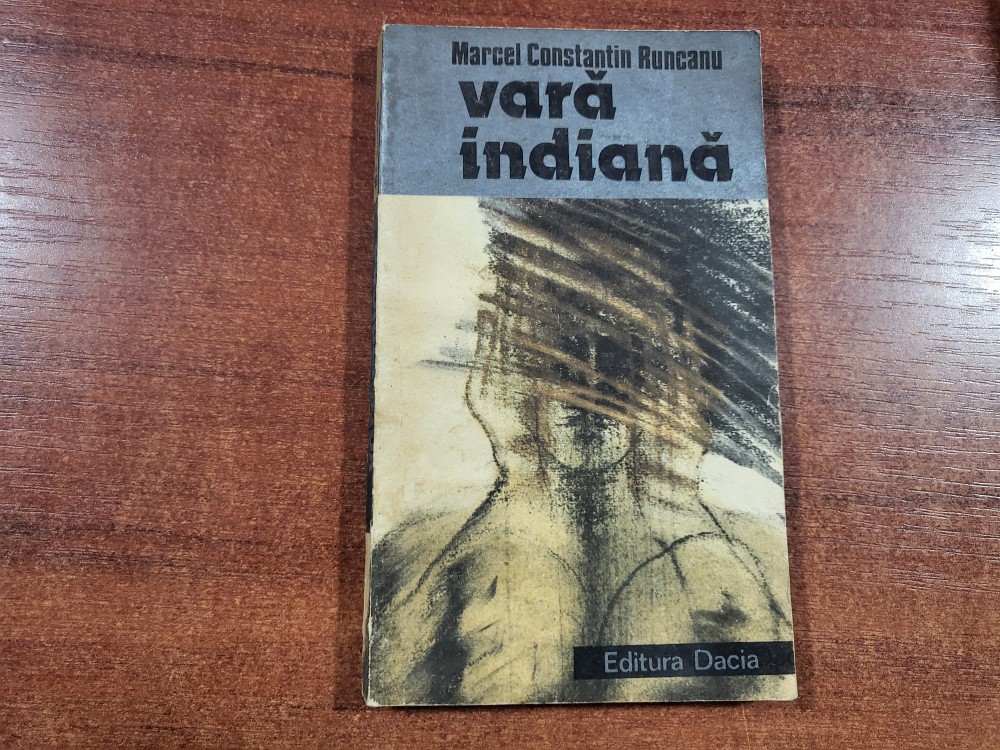 Marcel Constantin Runcanu
vară
indiană
Editura Dacia